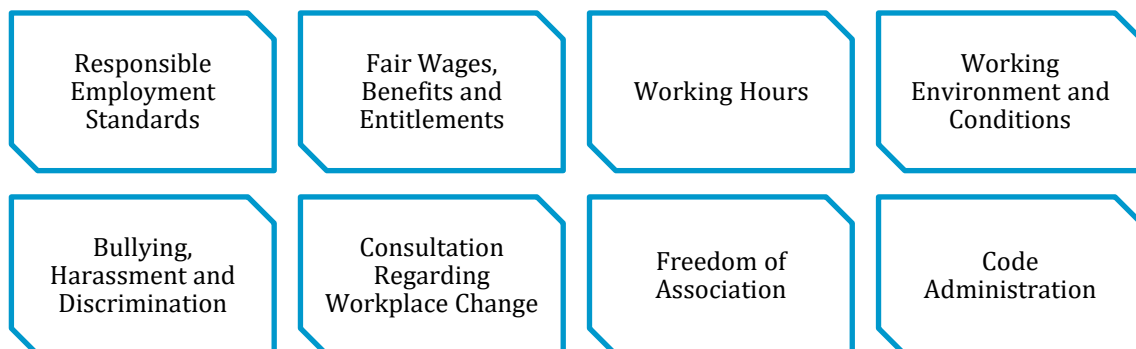 Responsible
Employment
Standards
Fair Wages,
Benefits and
Entitlements
Working Hours
Working
Environment and
Conditions
Bullying,
Harassment and
Discrimination
Consultation
Regarding
Workplace Change
Freedom of
Association
Code
Administration